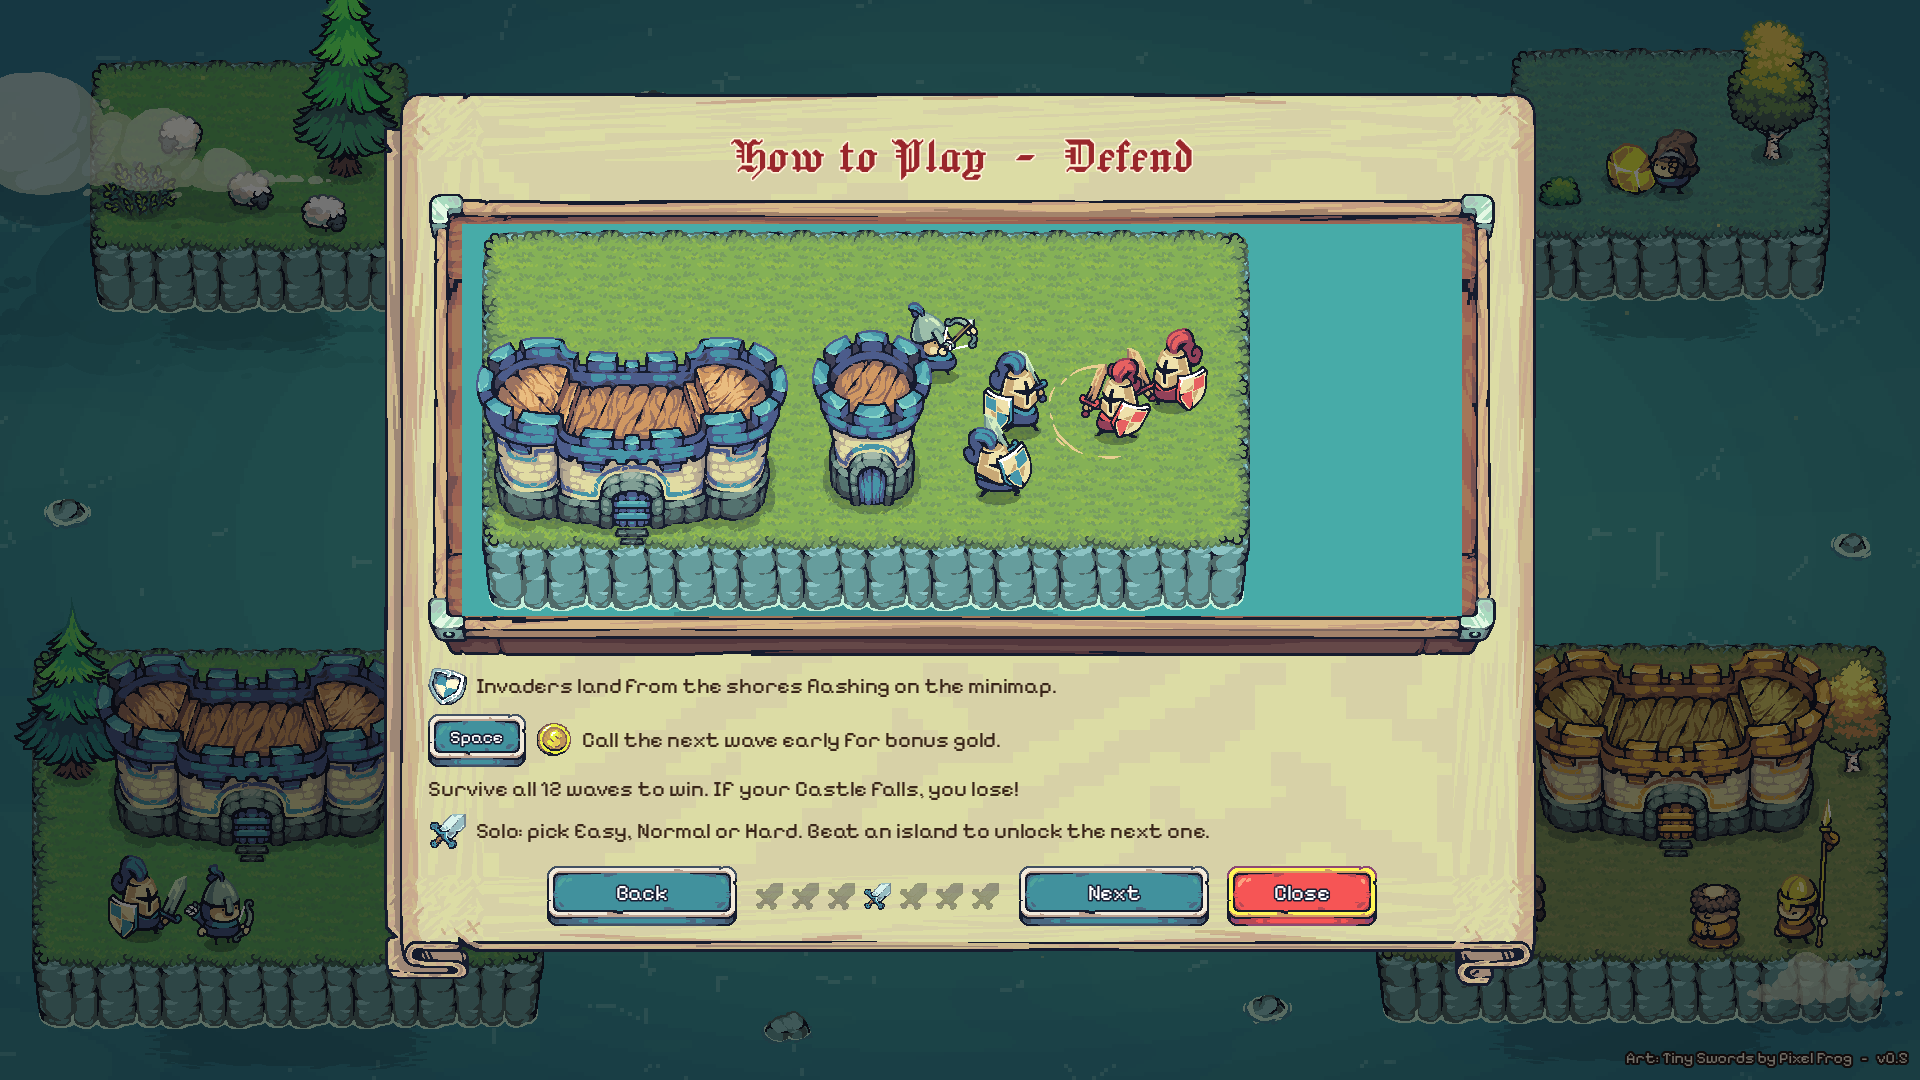 How to Play - Defend
Invaders land from the shores flashing on the minimap.
Space Call the next wave early for bonus gold.
Survive all 12 waves to win. If your Castle falls, you lose!
Solo: pick Easy, Normal or Hard. Beat an island to unlock the next one.
Back Next Close
Art: Tiny Swords by Pixel Frog - v0.3